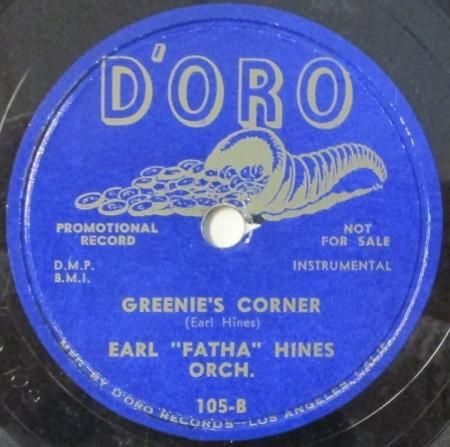 D'ORO
PROMOTIONAL
RECORD
NOT
FOR SALE
D.M.P.
B.M.I.
INSTRUMENTAL
GREENIE'S CORNER
(Earl Hines)
EARL "FATHA" HINES
ORCH.
105-B
MFG. BY D'ORO RECORDS—LOS ANGELES, CALIF.